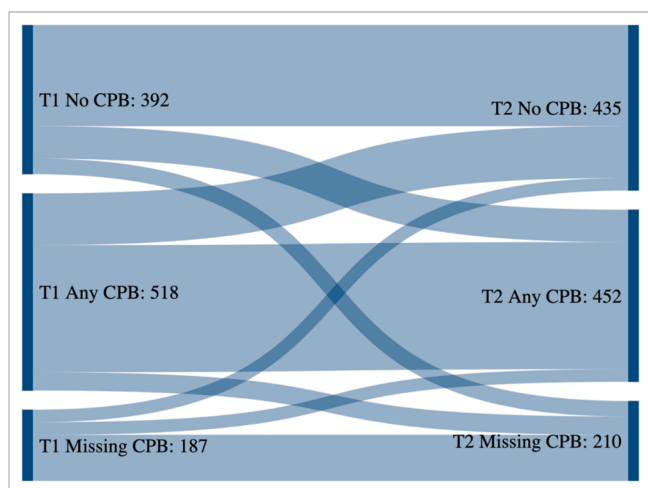 T1 No CPB: 392
T2 No CPB: 435
T1 Any CPB: 518
T2 Any CPB: 452
T1 Missing CPB: 187
T2 Missing CPB: 210